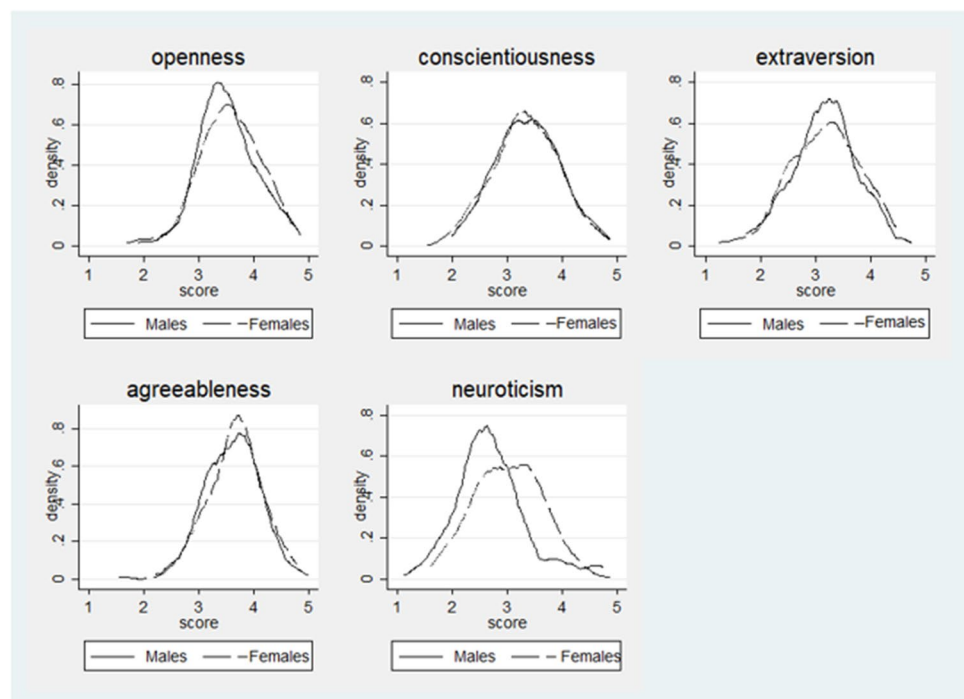 openness
density
0 .2 .4 .6 .8
1 2 3 4 5
score
Males Females
conscientiousness
density
0 .2 .4 .6 .8
1 2 3 4 5
score
Males Females
extraversion
density
0 .2 .4 .6 .8
1 2 3 4 5
score
Males Females
agreeableness
density
0 .2 .4 .6 .8
1 2 3 4 5
score
Males Females
neuroticism
density
0 .2 .4 .6 .8
1 2 3 4 5
score
Males Females